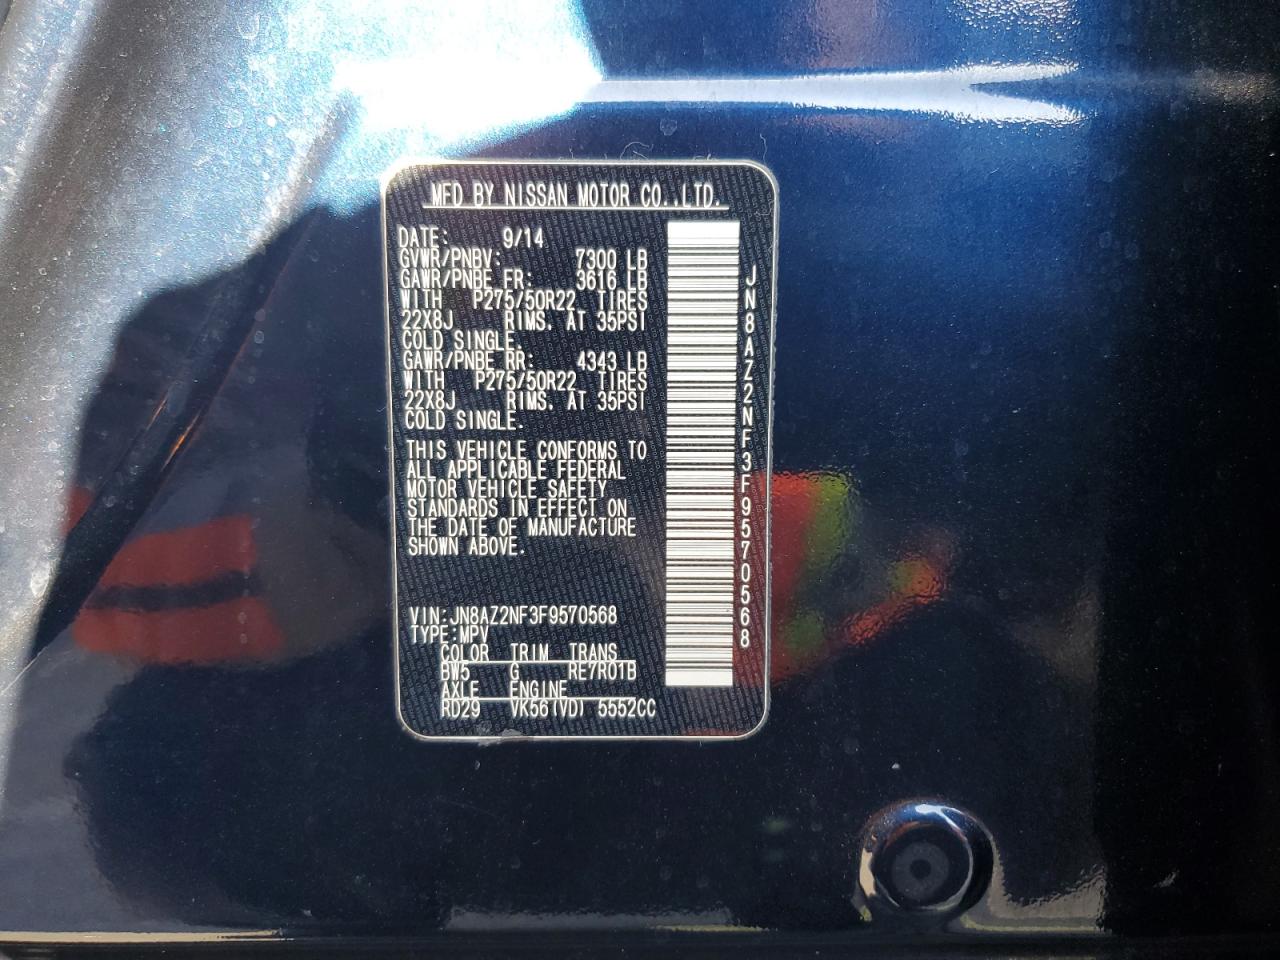 MFD BY NISSAN MOTOR CO.,LTD.
DATE: 9/14
GVWR/PNBV: 7300 LB
GAWR/PNBE FR: 3616 LB
WITH P275/50R22 TIRES
22X8J RIMS. AT 35PSI
COLD SINGLE.
GAWR/PNBE RR: 4343 LB
WITH P275/50R22 TIRES
22X8J RIMS. AT 35PSI
COLD SINGLE.
THIS VEHICLE CONFORMS TO
ALL APPLICABLE FEDERAL
MOTOR VEHICLE SAFETY
STANDARDS IN EFFECT ON
THE DATE OF MANUFACTURE
SHOWN ABOVE.
VIN:JN8AZ2NF3F9570568
TYPE:MPV
COLOR TRIM TRANS
BW5 G RE7R01B
AXLE ENGINE
RD29 VK56(VD) 5552CC
JN8AZ2NF3F9570568